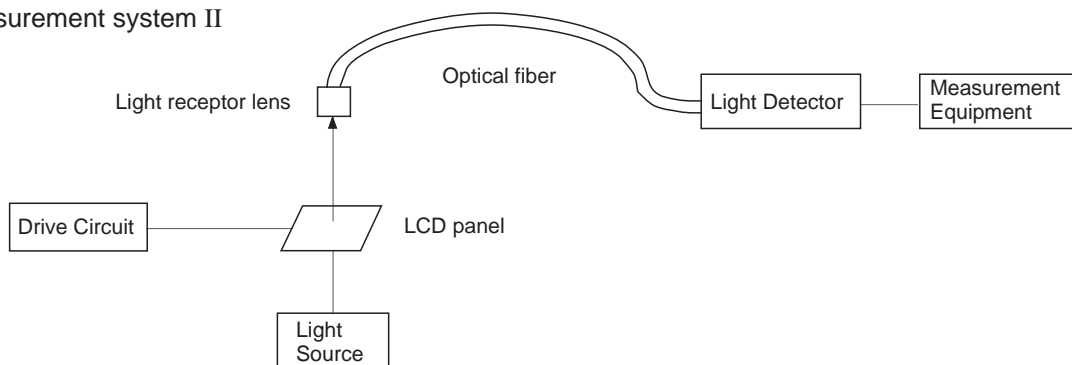 surement system II
Optical fiber
Light receptor lens
Light Detector
Measurement
Equipment
Drive Circuit
LCD panel
Light
Source